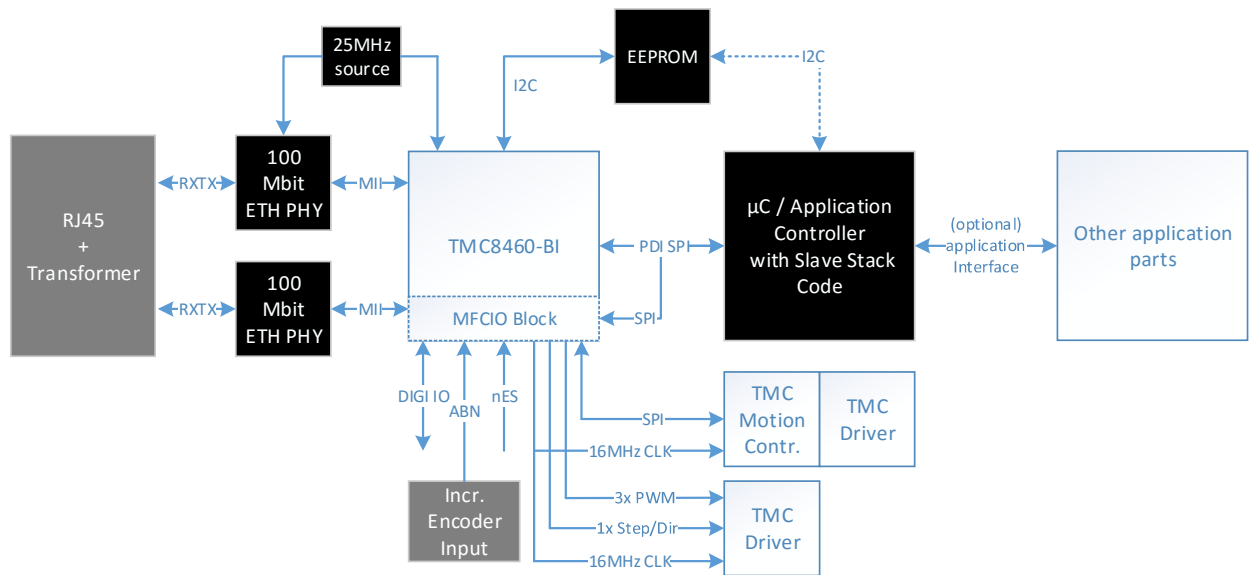 25MHz
source
EEPROM
I2C
I2C
RJ45
+
Transformer
RXTX
100
Mbit
ETH PHY
MII
TMC8460-BI
PDI SPI
µC / Application
Controller
with Slave Stack
Code
(optional)
application
Interface
Other application
parts
RXTX
100
Mbit
ETH PHY
MII
MFCIO Block
SPI
DIGI IO
ABN
nES
SPI
16MHz CLK
TMC
Motion
Contr.
TMC
Driver
Incr.
Encoder
Input
3x PWM
1x Step/Dir
16MHz CLK
TMC
Driver